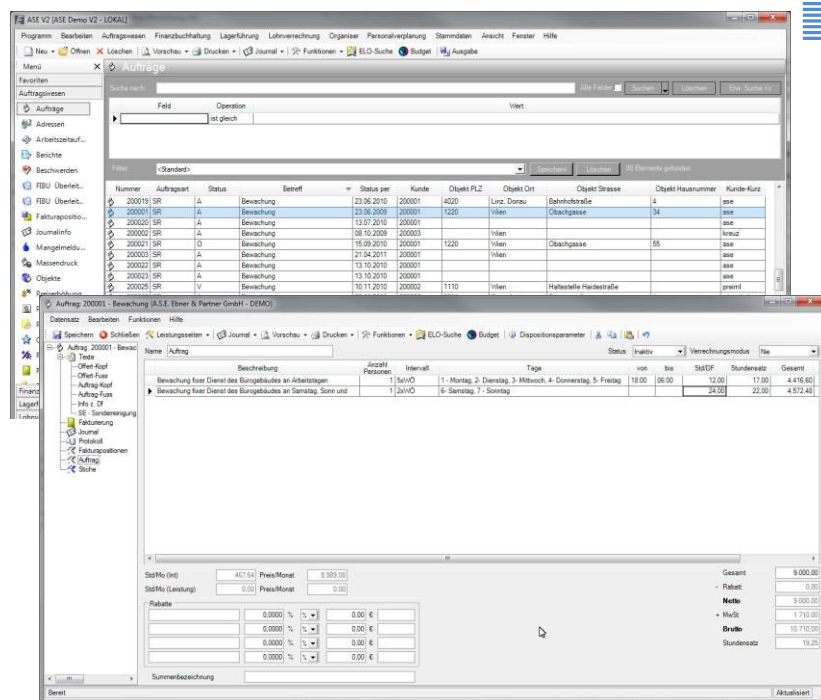 ASE V2 [ASE Demo V2 - LOKAL]
Programm Bearbeiten Auftragswesen Finanzbuchhaltung Lagerführung Lohnverrechnung Organiser Personalverplanung Stammdaten Ansicht Fenster Hilfe
Neu Öffnen Löschen Vorschau Drucken Journal Funktionen ELO-Suche Budget Ausgabe
Menü
Aufträge
Favoriten
Auftragswesen
Suche nach: Alle Felder Suchen Löschen Erw. Suche <<
Aufträge
Adressen
Arbeitszeitauf...
Berichte
Beschwerden
FIBU Überleit..
FIBU Überleit..
Fakturapositio...
Journalinfo
Mangelmeldu...
Massendruck
Objekte
Preiserhöhung
Feld Operation Wert
ist gleich
Filter: <Standard> Speichern Löschen 80 Elemente gefunden
Nummer Auftragsart Status Betreff Status per Kunde Objekt PLZ Objekt Ort Objekt Strasse Objekt Hausnummer Kunde-Kurz
200019 SR A Bewachung 23.06.2010 200001 4020 Linz, Donau Bahnhofstraße 4 ase
200001 SR A Bewachung 23.06.2009 200001 1220 Wien Obachgasse 34 ase
200020 SR A Bewachung 13.07.2010 200001 ase
200002 SR A Bewachung 08.10.2009 200003 Wien kreuz
200021 SR O Bewachung 15.09.2010 200001 1220 Wien Obachgasse 55 ase
200003 SR A Bewachung 21.04.2011 200001 Wien ase
200022 SR A Bewachung 13.10.2010 200001 ase
200023 SR A Bewachung 13.10.2010 200001 ase
200025 SR V Bewachung 10.11.2010 200002 1110 Wien Haltestelle Haidestraße preiml
Auftrag: 200001 - Bewachung (A.S.E. Ebner & Partner GmbH - DEMO)
Datensatz Bearbeiten Funktionen Hilfe
Speichern Schließen Leistungsseiten Journal Vorschau Drucken Funktionen ELO-Suche Budget Dispositionsparameter
Auftrag: 200001 - Bewac
Texte
Offert-Kopf
Offert-Fuss
Auftrag-Kopf
Auftrag-Fuss
Info z. Df
SE - Sonderreinigung
Fakturierung
Journal
Protokoll
Fakturapositionen
Auftrag
Stiche
Name Auftrag Status Inaktiv Verrechnungsmodus Nie
Beschreibung Anzahl Personen Intervall Tage von bis Std/DF Stundensatz Gesamt
Bewachung fixer Dienst des Bürogebäudes an Arbeitstagen 1 5xWÖ 1 - Montag, 2- Dienstag, 3- Mittwoch, 4- Donnerstag, 5- Freitag 18:00 06:00 12,00 17,00 4.416,60
Bewachung fixer Dienst des Bürogebäudes an Samstag, Sonn und 1 2xWÖ 6- Samstag, 7 - Sonntag 24,00 22,00 4.572,48
Std/Mo (Int) 467,64 Preis/Monat 8.989,08
Std/Mo (Leistung) 0,00 Preis/Monat 0,00
Rabatte
0,0000 % % 0,00 €
0,0000 % % 0,00 €
0,0000 % % 0,00 €
0,0000 % % 0,00 €
Summenbezeichnung
Gesamt 9.000,00
- Rabatt 0,00
Netto 9.000,00
+ MwSt 1.710,00
Brutto 10.710,00
Stundensatz 19,25
Bereit Aktualisiert